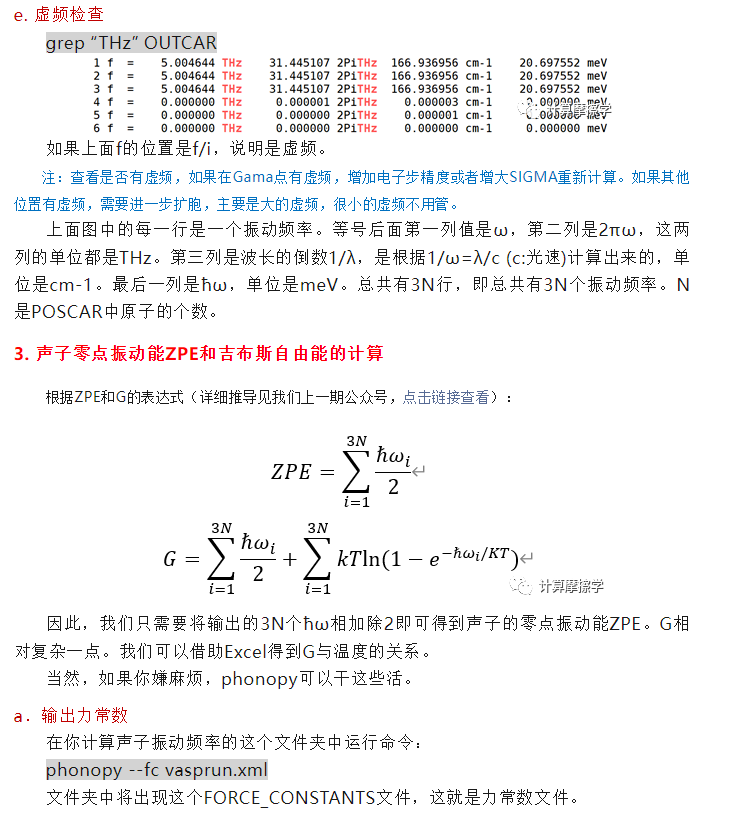 e. 虚频检查
grep “THz” OUTCAR
1 f  =    5.004644 THz    31.445107 2PiTHz  166.936956 cm-1    20.697552 meV
2 f  =    5.004644 THz    31.445107 2PiTHz  166.936956 cm-1    20.697552 meV
3 f  =    5.004644 THz    31.445107 2PiTHz  166.936956 cm-1    20.697552 meV
4 f  =    0.000000 THz     0.000001 2PiTHz    0.000003 cm-1     0.000000 meV
5 f  =    0.000000 THz     0.000000 2PiTHz    0.000001 cm-1     0.000000 meV
6 f  =    0.000000 THz     0.000000 2PiTHz    0.000000 cm-1     0.000000 meV
计算摩擦学
如果上面f的位置是f/i，说明是虚频。
注：查看是否有虚频，如果在Gama点有虚频，增加电子步精度或者增大SIGMA重新计算。如果其他
位置有虚频，需要进一步扩胞，主要是大的虚频，很小的虚频不用管。
上面图中的每一行是一个振动频率。等号后面第一列值是ω，第二列是2πω，这两
列的单位都是THz。第三列是波长的倒数1/λ，是根据1/ω=λ/c (c:光速)计算出来的，单
位是cm-1。最后一列是ħω，单位是meV。总共有3N行，即总共有3N个振动频率。N
是POSCAR中原子的个数。
3. 声子零点振动能ZPE和吉布斯自由能的计算
根据ZPE和G的表达式（详细推导见我们上一期公众号，点击链接查看）：
ZPE = ∑_{i=1}^{3N} ħω_i/2↵
G = ∑_{i=1}^{3N} ħω_i/2 + ∑_{i=1}^{3N} kTln(1 − e^{−ħω_i/KT})↵
计算摩擦学
因此，我们只需要将输出的3N个ħω相加除2即可得到声子的零点振动能ZPE。G相
对复杂一点。我们可以借助Excel得到G与温度的关系。
当然，如果你嫌麻烦，phonopy可以干这些活。
a．输出力常数
在你计算声子振动频率的这个文件夹中运行命令：
phonopy --fc vasprun.xml
文件夹中将出现这个FORCE_CONSTANTS文件，这就是力常数文件。